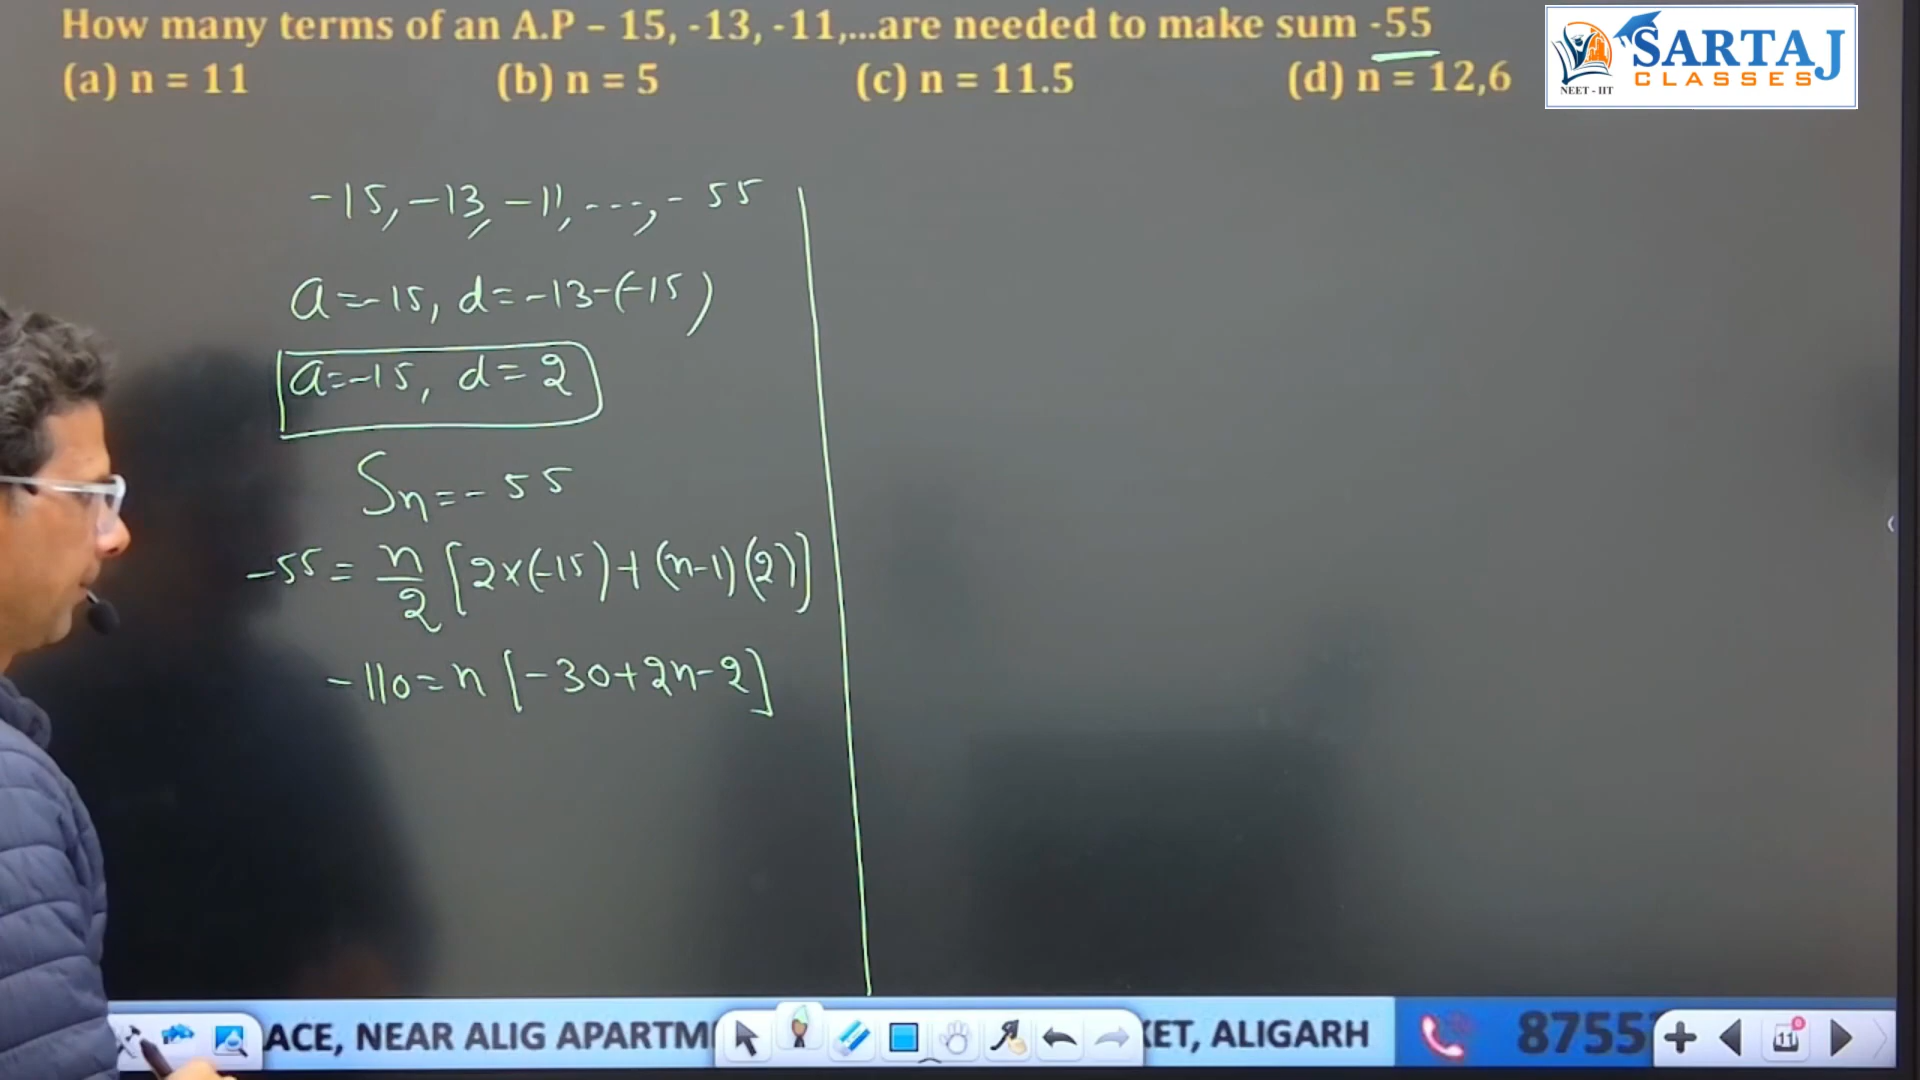 How many terms of an A.P – 15, -13, -11,...are needed to make sum -55
(a) n = 11 (b) n = 5 (c) n = 11.5 (d) n = 12,6
SARTAJ
CLASSES
NEET - IIT
-15, -13, -11, ---, - 55
a=-15, d=-13-(-15)
a=-15, d=2
Sn=-55
-55 = n/2 [2×(-15)+(n-1)(2)]
-110=n[-30+2n-2]
ACE, NEAR ALIG APARTM KET, ALIGARH 8755
11